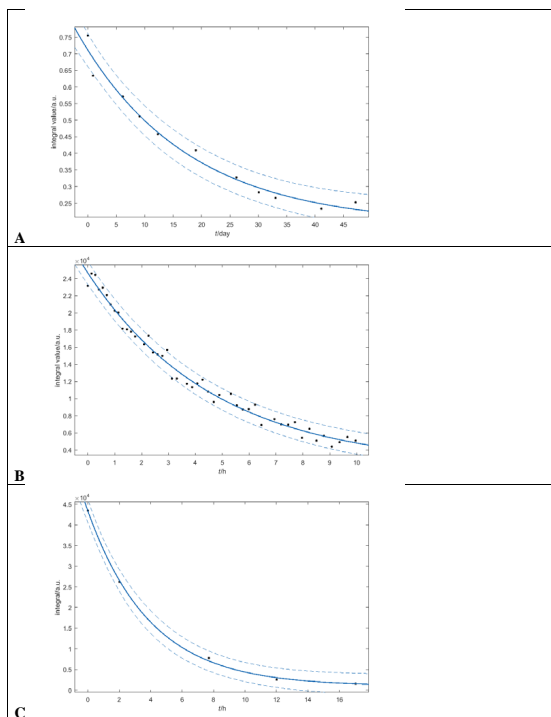 0.75
0.7
0.65
0.6
0.55
0.5
0.45
0.4
0.35
0.3
0.25
integral value/a.u.
0 5 10 15 20 25 30 35 40 45
t/day
A
×10⁴
2.4
2.2
2
1.8
1.6
1.4
1.2
1
0.8
0.6
0.4
integral value/a.u.
0 1 2 3 4 5 6 7 8 9 10
t/h
B
×10⁴
4.5
4
3.5
3
2.5
2
1.5
1
0.5
0
integral/a.u.
0 2 4 6 8 10 12 14 16
t/h
C